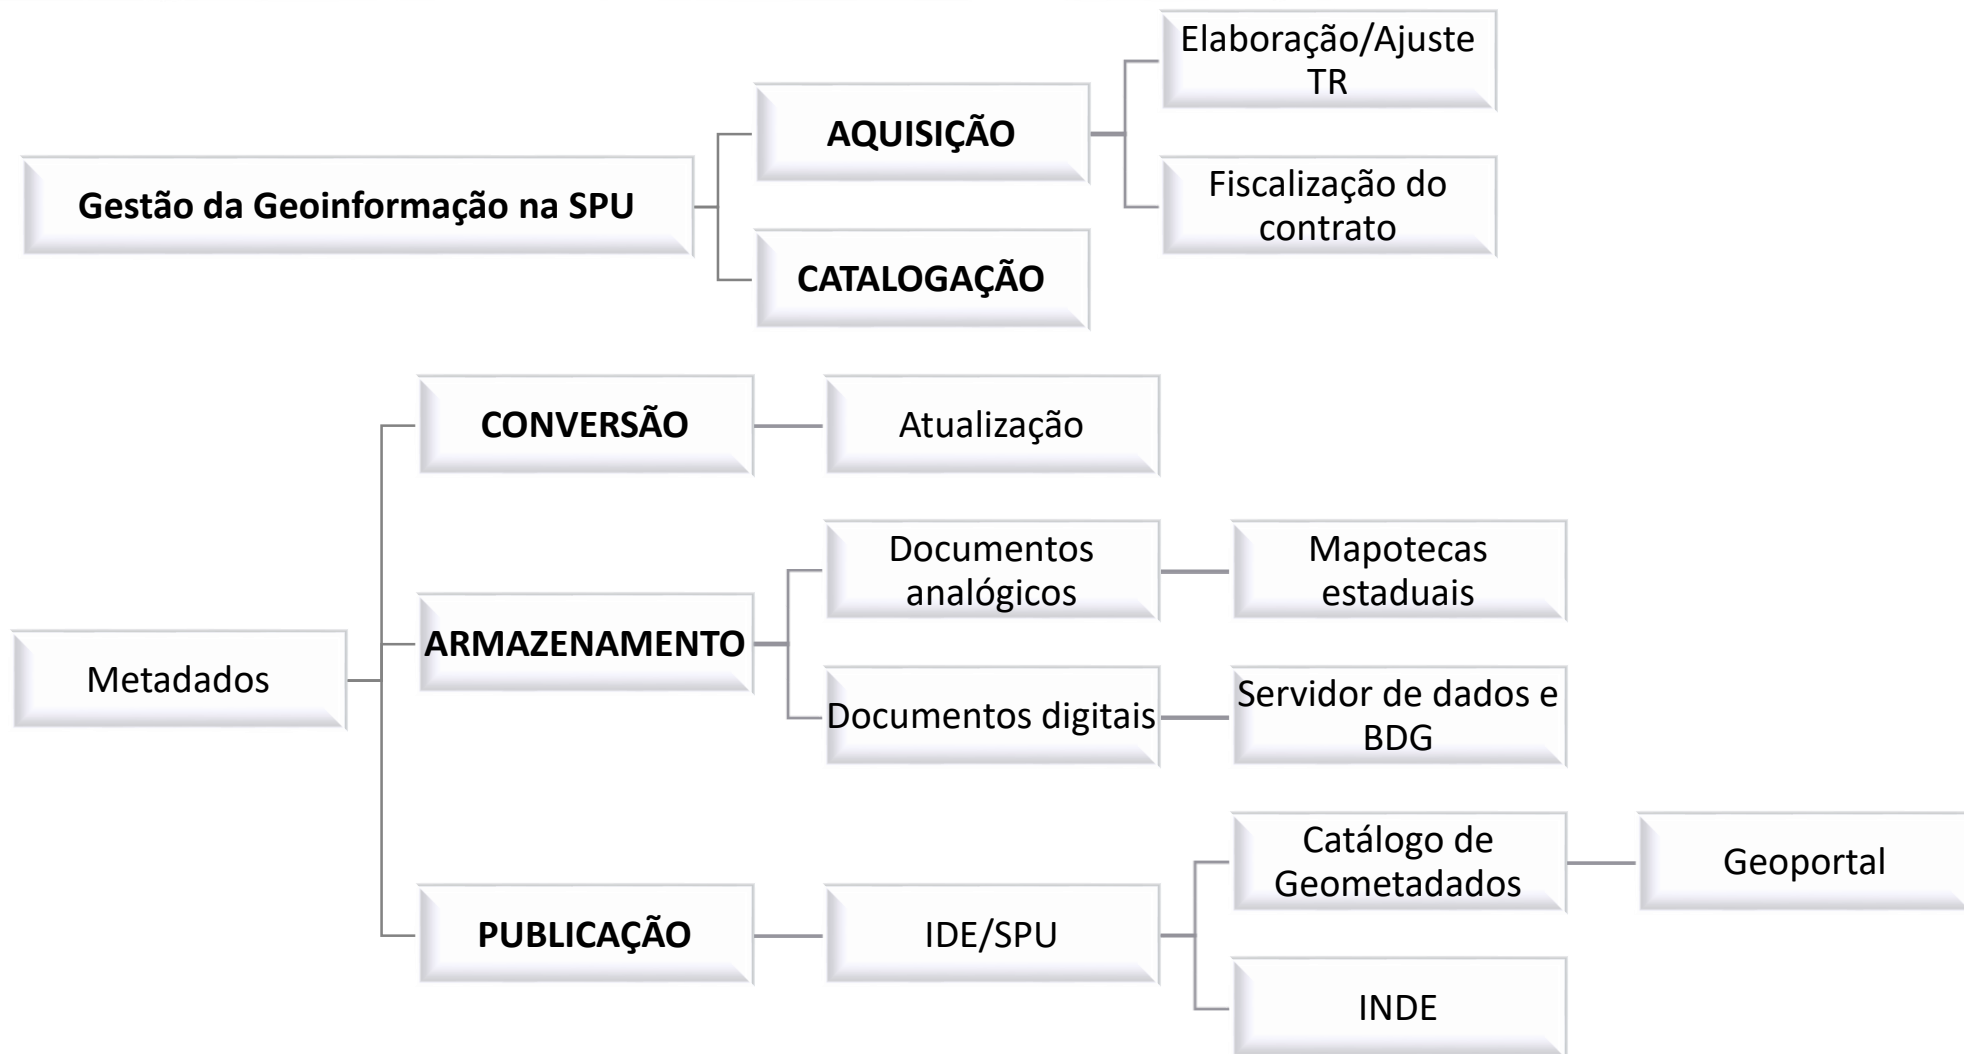 Gestão da Geoinformação na SPU
AQUISIÇÃO
Elaboração/Ajuste
TR
Fiscalização do
contrato
CATALOGAÇÃO
Metadados
CONVERSÃO
Atualização
ARMAZENAMENTO
Documentos
analógicos
Mapotecas
estaduais
Documentos digitais
Servidor de dados e
BDG
PUBLICAÇÃO
IDE/SPU
Catálogo de
Geometadados
Geoportal
INDE